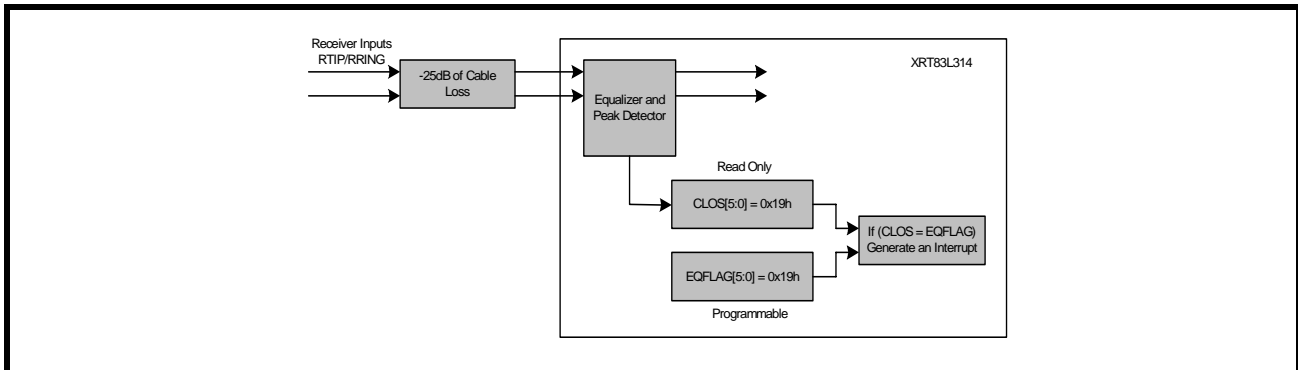 Receiver Inputs
RTIP/RRING
-25dB of Cable
Loss
XRT83L314
Equalizer and
Peak Detector
Read Only
CLOS[5:0] = 0x19h
If (CLOS = EQFLAG)
Generate an Interrupt
EQFLAG[5:0] = 0x19h
Programmable